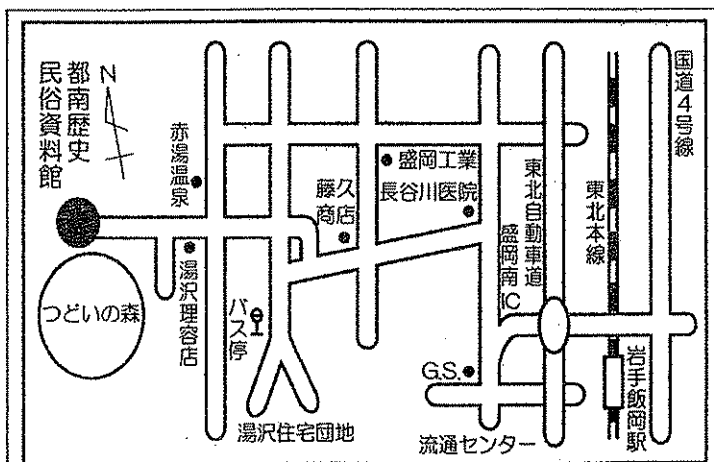 都南歴史
民俗資料館
N
赤湯温泉
つどいの森
湯沢理容店
バス停
湯沢住宅団地
藤久
商店
盛岡工業
長谷川医院
東北自動車道
盛岡南IC
G.S.
流通センター
東北本線
岩手飯岡駅
国道4号線